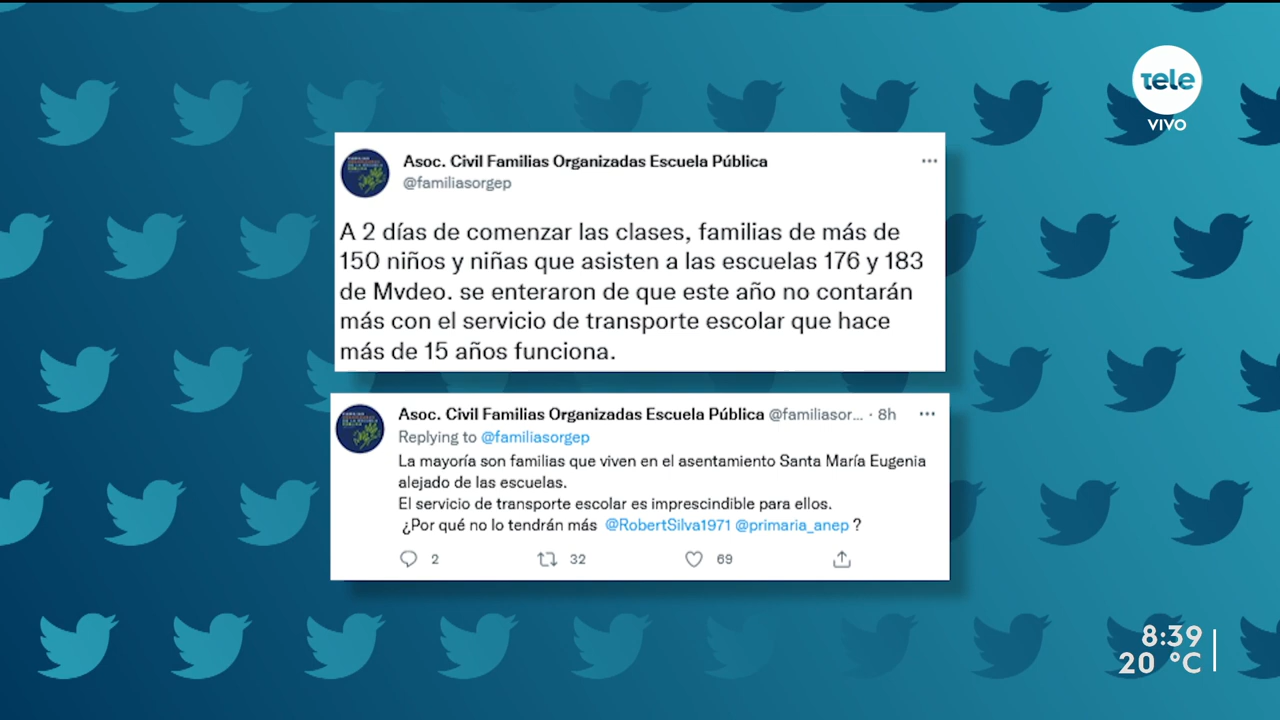 tele
VIVO
Asoc. Civil Familias Organizadas Escuela Pública
@familiasorgep
A 2 días de comenzar las clases, familias de más de
150 niños y niñas que asisten a las escuelas 176 y 183
de Mvdeo. se enteraron de que este año no contarán
más con el servicio de transporte escolar que hace
más de 15 años funciona.
Asoc. Civil Familias Organizadas Escuela Pública @familiasor... · 8h
Replying to @familiasorgep
La mayoría son familias que viven en el asentamiento Santa María Eugenia
alejado de las escuelas.
El servicio de transporte escolar es imprescindible para ellos.
¿Por qué no lo tendrán más @RobertSilva1971 @primaria_anep ?
2 32 69
8:39
20 °C